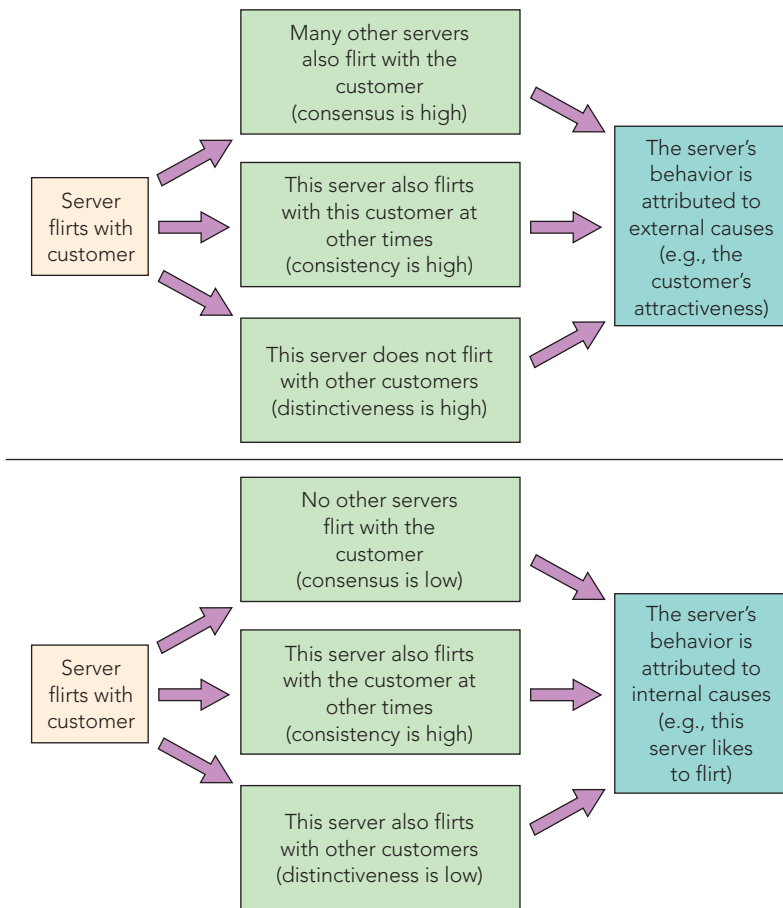 Server
flirts with
customer
Many other servers
also flirt with the
customer
(consensus is high)
This server also flirts
with this customer at
other times
(consistency is high)
This server does not flirt
with other customers
(distinctiveness is high)
The server’s
behavior is
attributed to
external causes
(e.g., the
customer’s
attractiveness)
Server
flirts with
customer
No other servers
flirt with the
customer
(consensus is low)
This server also flirts
with the customer at
other times
(consistency is high)
This server also flirts
with other customers
(distinctiveness is low)
The server’s
behavior is
attributed to
internal causes
(e.g., this
server likes
to flirt)